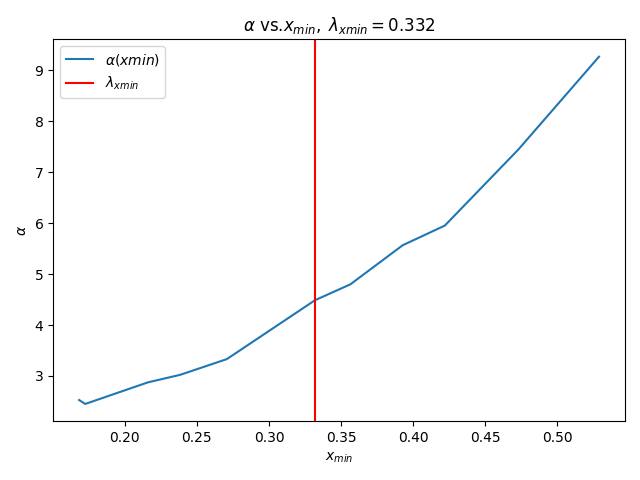 α vs.x_min, λ_xmin = 0.332
α(xmin)
λ_xmin
9
8
7
6
5
4
3
α
0.20 0.25 0.30 0.35 0.40 0.45 0.50
x_min